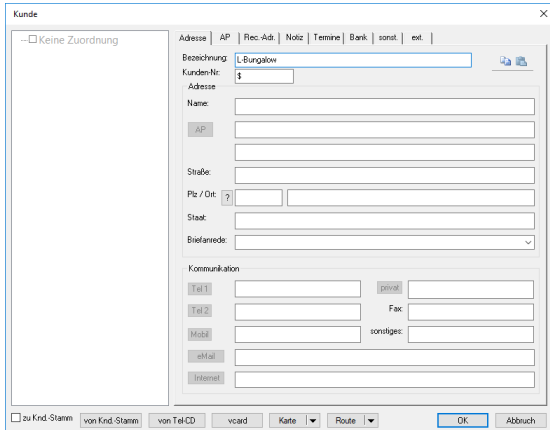 Kunde
Keine Zuordnung
Adresse AP Rec.-Adr. Notiz Termine Bank sonst. ext.
Bezeichnung: L-Bungalow
Kunden-Nr: $
Adresse
Name:
AP
Straße:
Plz / Ort: ?
Staat:
Briefanrede:
Kommunikation
Tel 1 privat
Tel 2 Fax:
Mobil sonstiges:
eMail
Internet
zu Knd.-Stamm von Knd.-Stamm von Tel-CD vcard Karte Route OK Abbruch